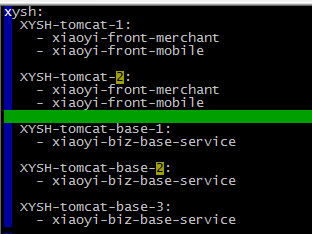 xysh:
XYSH-tomcat-1:
- xiaoyi-front-merchant
- xiaoyi-front-mobile
XYSH-tomcat-2:
- xiaoyi-front-merchant
- xiaoyi-front-mobile
XYSH-tomcat-base-1:
- xiaoyi-biz-base-service
XYSH-tomcat-base-2:
- xiaoyi-biz-base-service
XYSH-tomcat-base-3:
- xiaoyi-biz-base-service